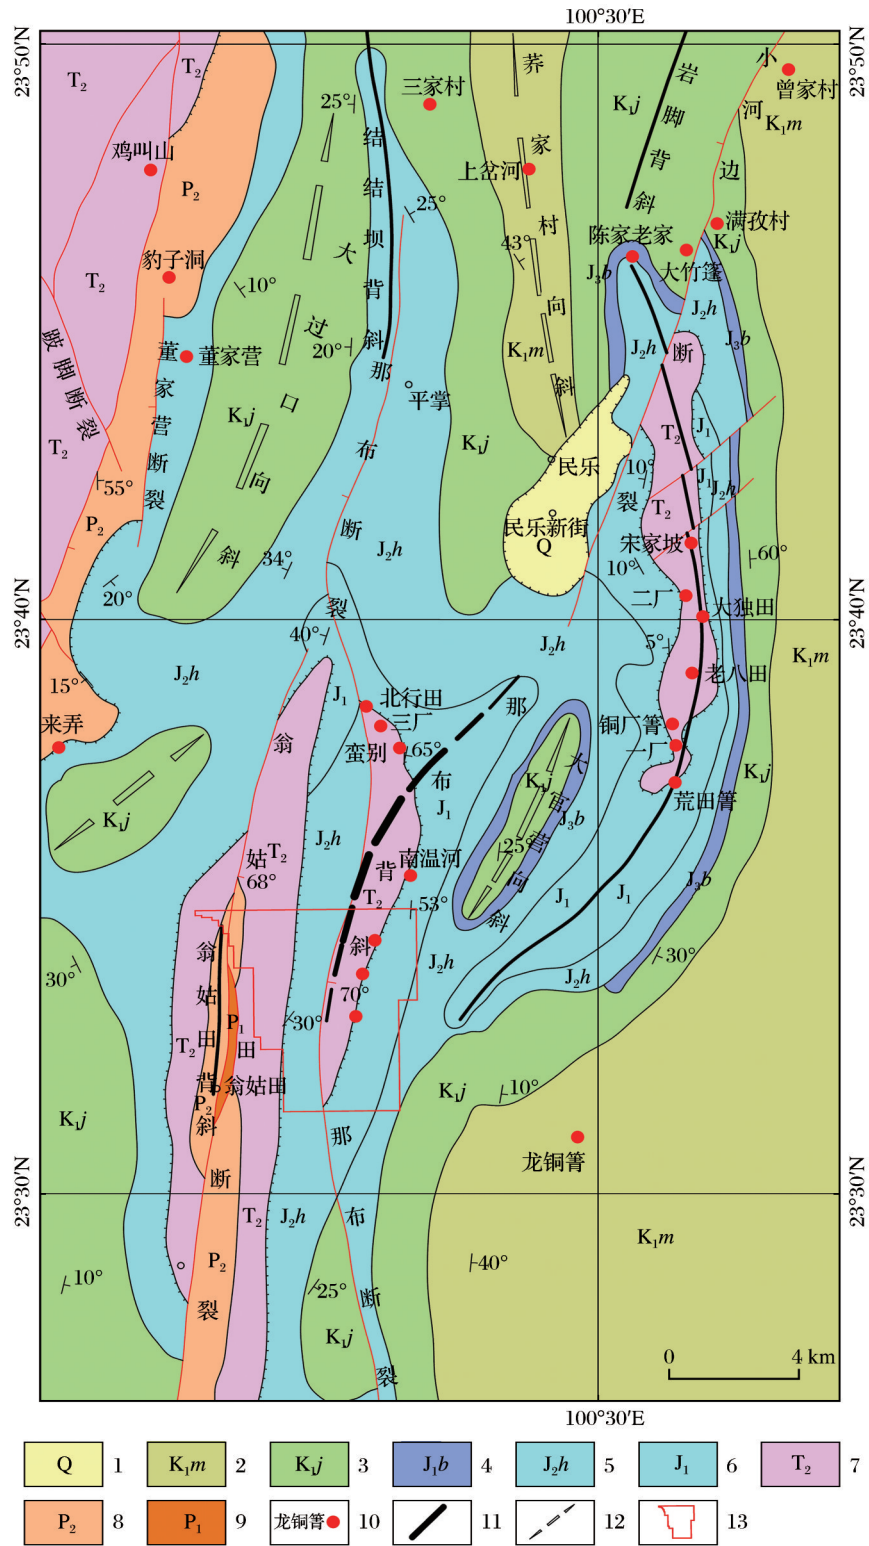 100°30′E
23°50′N
23°50′N
T₂
T₂
鸡叫山
P₂
豹子洞
T₂
跛脚断裂
董家营断裂
董家营
T₂
55°
P₂
20°
15°
来弄
25°
三家村
结结坝背斜
25°
大过口向斜
10°
20°
K₁j
34°
那布断裂
平掌
J₂h
40°
荞家村向斜
上岔河
43°
K₁m
K₁j
民乐
民乐新街
Q
岩脚背斜
K₁j
小河边断裂
曾家村
K₁m
满孜村
K₁j
陈家老家
大竹篷
J₃b
J₂h
J₂h
J₃b
T₂
J₁
J₁
J₂h
10°
T₂
宋家坡
10°
60°
二厂
大独田
23°40′N
23°40′N
5°
J₂h
K₁m
老八田
铜厂箐
一厂
荒田箐
K₁j
J₂h
K₁j
J₁
北行田
三厂
蛮别
65°
翁姑田断裂
T₂
68°
J₂h
那布背斜
J₁
南温河
T₂
53°
70°
30°
大官营向斜
K₁j
J₃b
25°
J₁
J₁
J₃b
J₂h
J₂h
30°
30°
翁姑田背斜
P₁
T₂
翁姑田
P₂
K₁j
K₁j
10°
龙铜箐
23°30′N
23°30′N
那布断裂
T₂
J₂h
P₂
10°
25°
K₁j
40°
K₁m
0 4 km
100°30′E
Q 1 K₁m 2 K₁j 3 J₁b 4 J₂h 5 J₁ 6 T₂ 7
P₂ 8 P₁ 9 龙铜箐 10 11 12 13